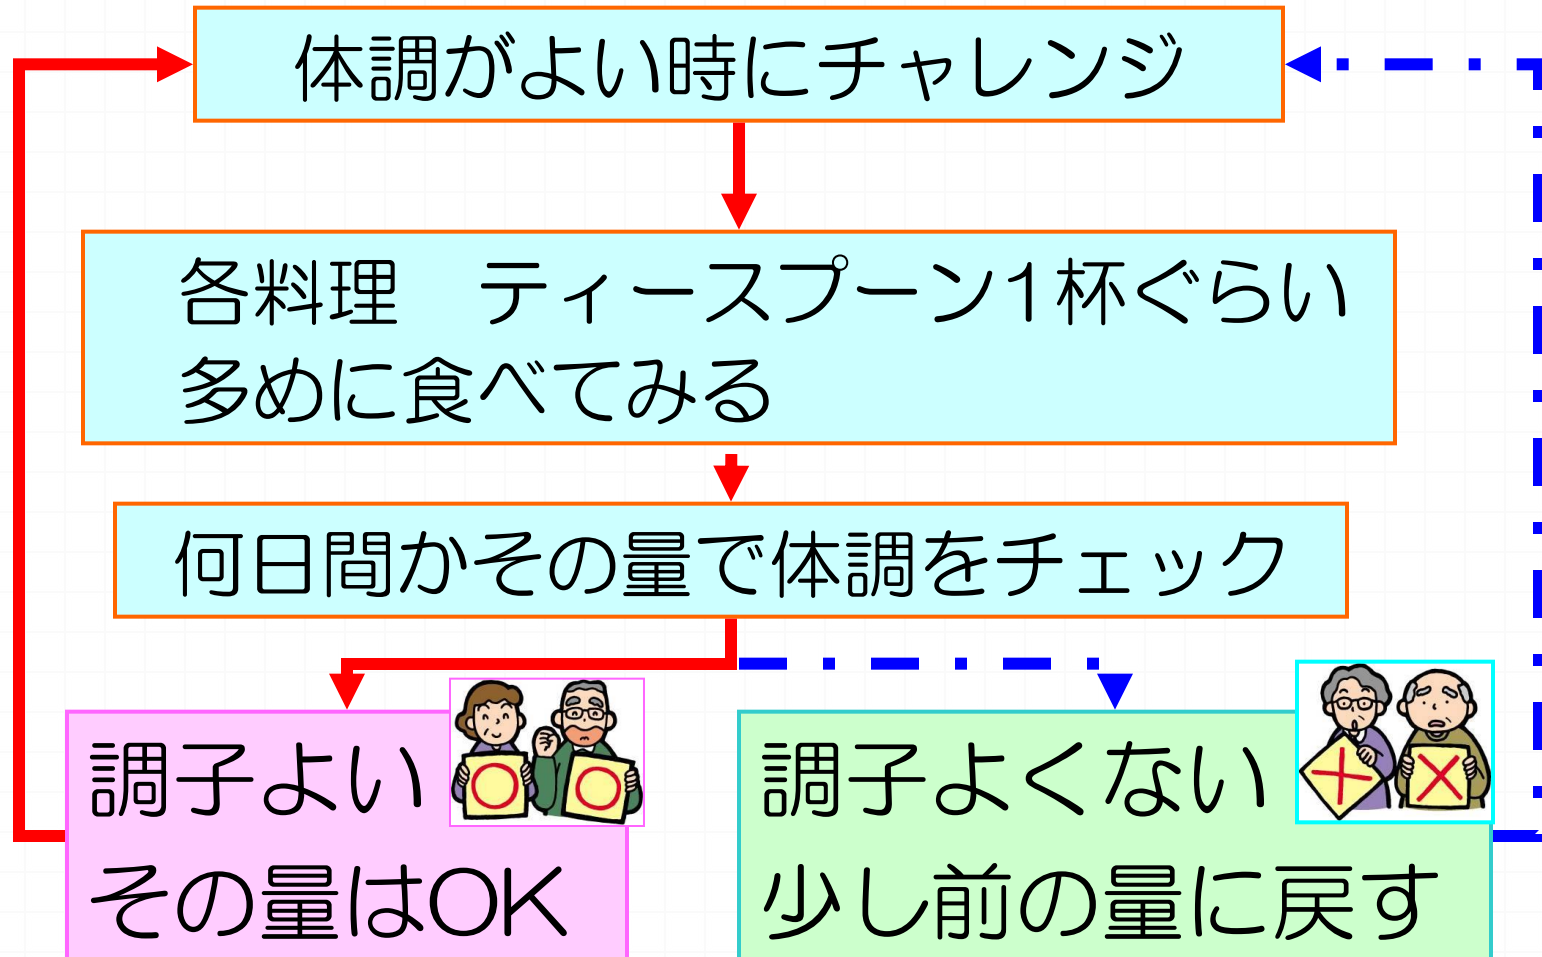 体調がよい時にチャレンジ
各料理　ティースプーン1杯ぐらい
多めに食べてみる
何日間かその量で体調をチェック
調子よい
その量はOK
調子よくない
少し前の量に戻す